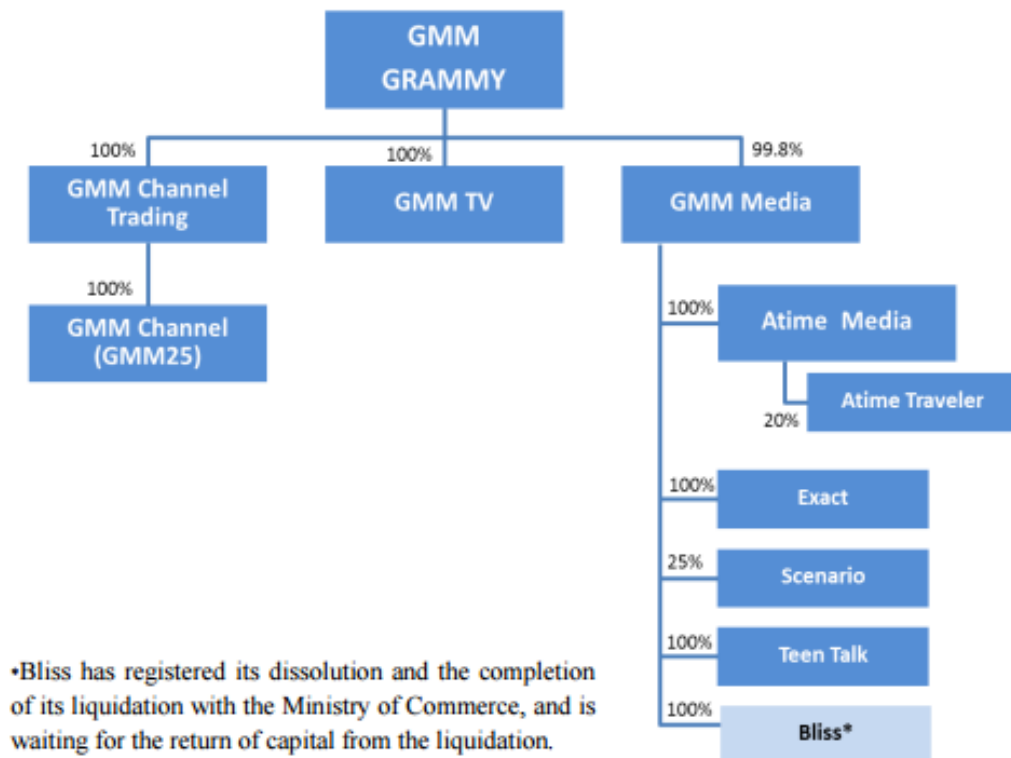 GMM
GRAMMY
100%
100%
99.8%
GMM Channel
Trading
GMM TV
GMM Media
100%
GMM Channel
(GMM25)
100%
Atime Media
20%
Atime Traveler
100%
Exact
25%
Scenario
100%
Teen Talk
100%
Bliss*
•Bliss has registered its dissolution and the completion
of its liquidation with the Ministry of Commerce, and is
waiting for the return of capital from the liquidation.